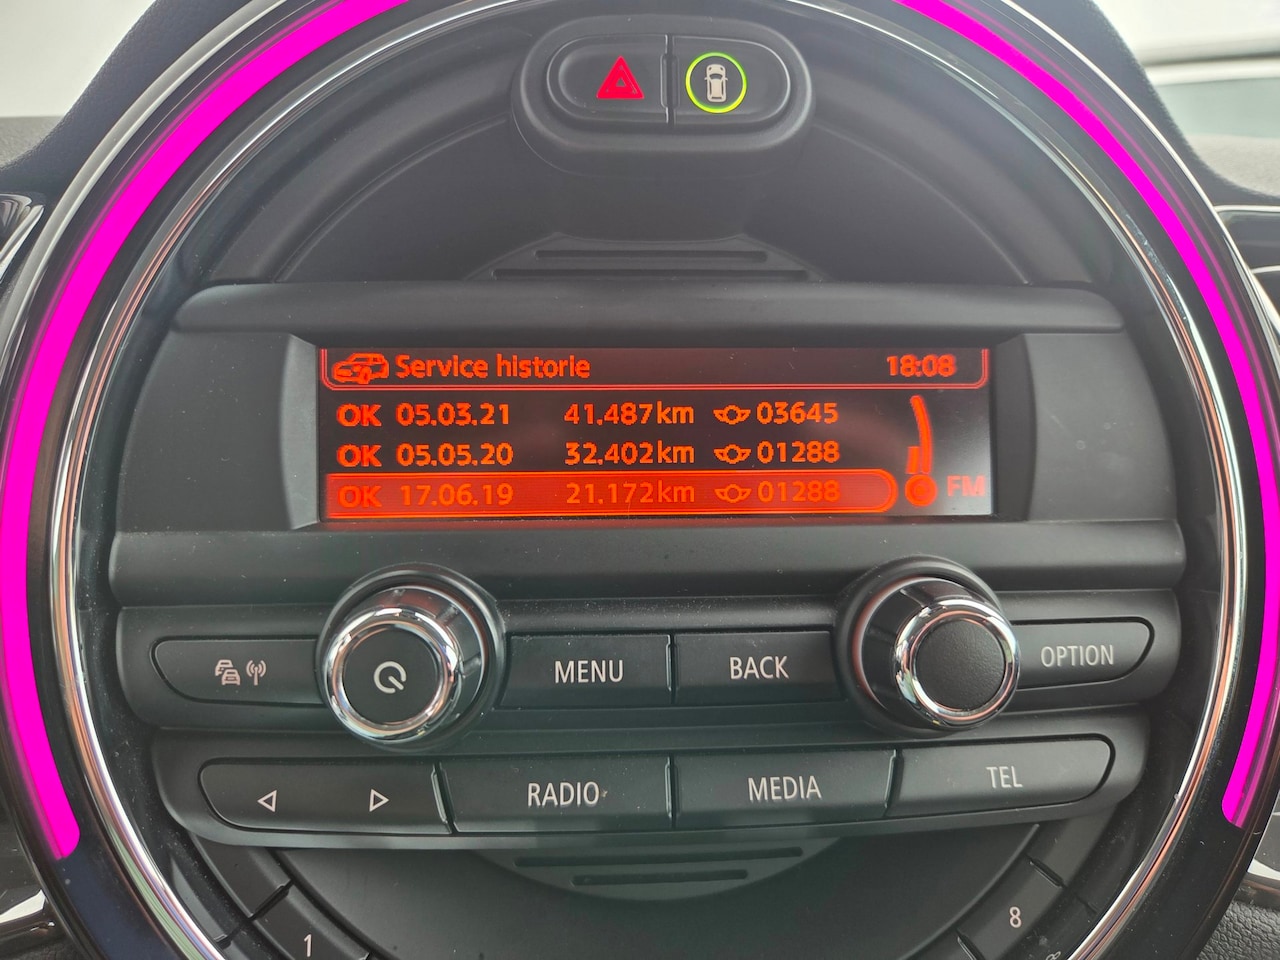 Service historie 18:08
OK 05.03.21 41.487km 03645
OK 05.05.20 32.402km 01288
OK 17.06.19 21.172km 01288
FM
MENU BACK OPTION
RADIO MEDIA TEL
1 8